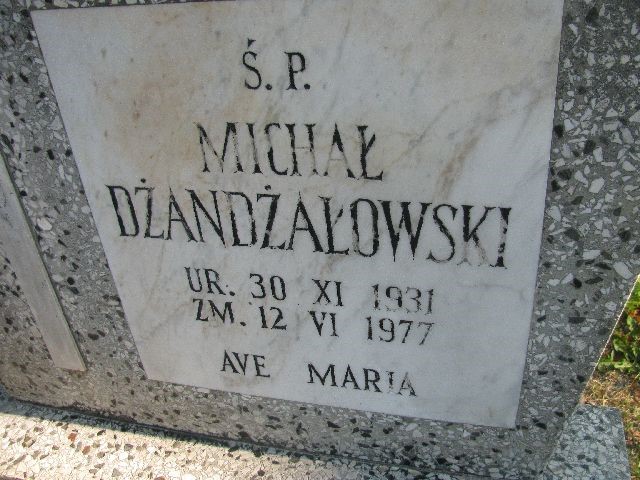 Ś. P.
MICHAŁ
DŻANDŻAŁOWSKI
UR. 30 XI 1931
ZM. 12 VI 1977
AVE MARIA